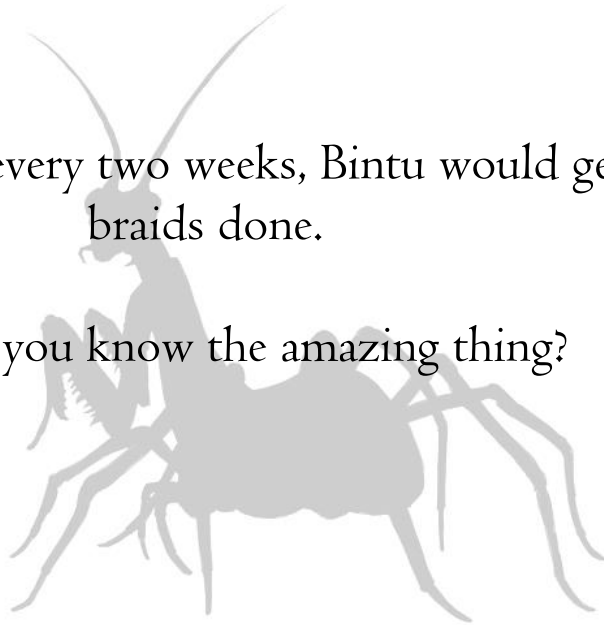 every two weeks, Bintu would ge
braids done.
you know the amazing thing?